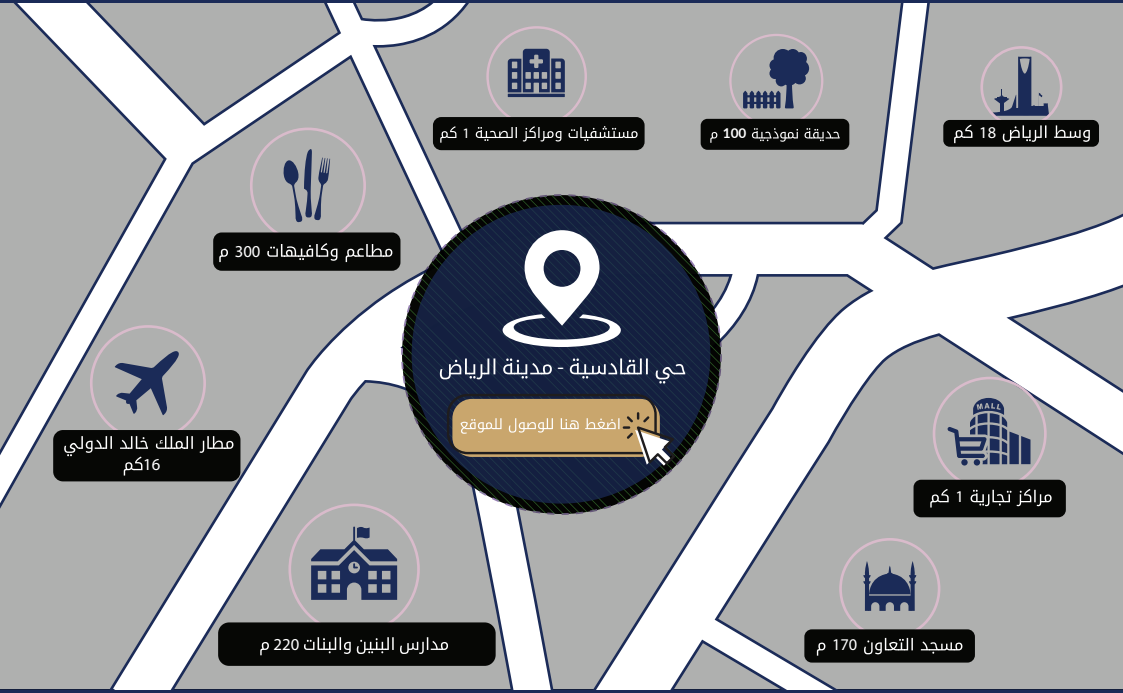 وسط الرياض 18 كم
حديقة نموذجية 100 م
مستشفيات ومراكز الصحية 1 كم
مطاعم وكافيهات 300 م
حي القادسية - مدينة الرياض
اضغط هنا للوصول للموقع
مطار الملك خالد الدولي
16كم
MALL
مراكز تجارية 1 كم
مدارس البنين والبنات 220 م
مسجد التعاون 170 م